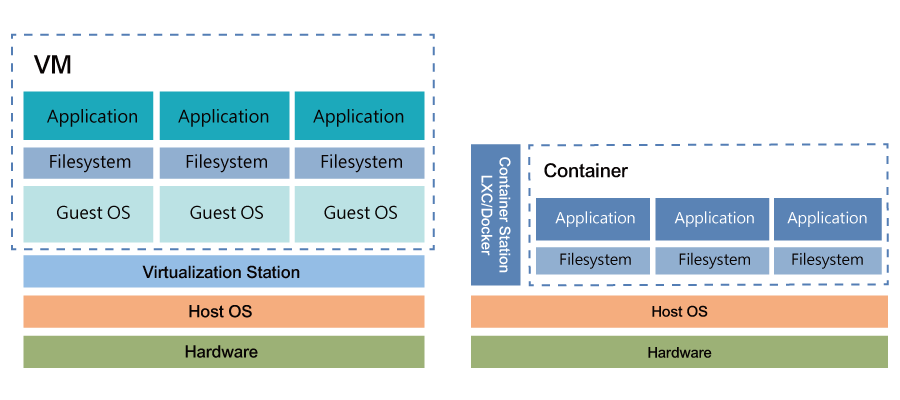 VM
Application Application Application
Filesystem Filesystem Filesystem
Guest OS Guest OS Guest OS
Virtualization Station
Host OS
Hardware
Container Station
LXC/Docker
Container
Application Application Application
Filesystem Filesystem Filesystem
Host OS
Hardware